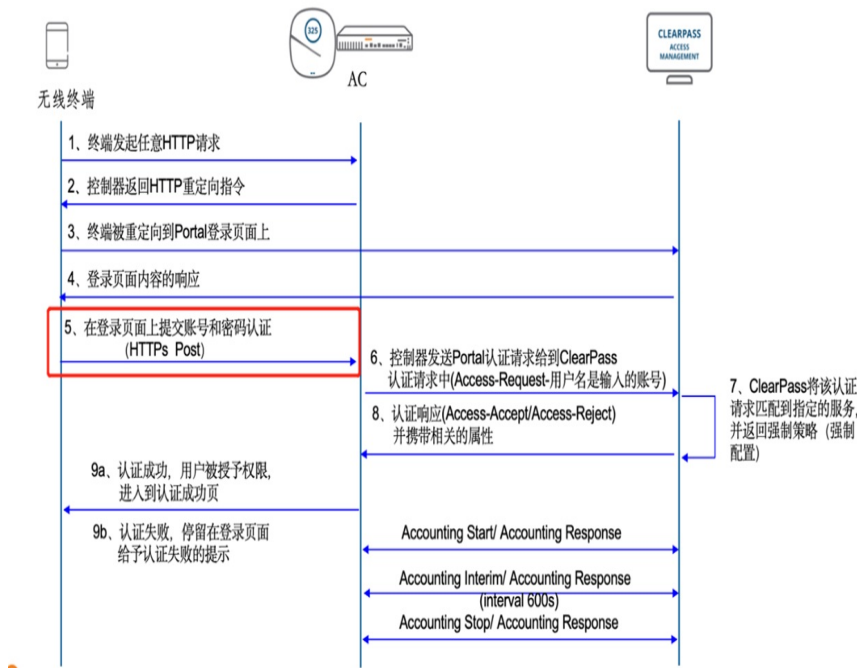 325
CLEARPASS
ACCESS
MANAGEMENT
AC
无线终端
1、终端发起任意HTTP请求
2、控制器返回HTTP重定向指令
3、终端被重定向到Portal登录页面上
4、登录页面内容的响应
5、在登录页面上提交账号和密码认证
(HTTPs Post)
6、控制器发送Portal认证请求给到ClearPass
认证请求中(Access-Request-用户名是输入的账号)
7、ClearPass将该认证
请求匹配到指定的服务,
并返回强制策略 (强制
配置)
8、认证响应(Access-Accept/Access-Reject)
并携带相关的属性
9a、认证成功, 用户被授予权限,
进入到认证成功页
9b、认证失败, 停留在登录页面
给予认证失败的提示
Accounting Start/ Accounting Response
Accounting Interim/ Accounting Response
(interval 600s)
Accounting Stop/ Accounting Response